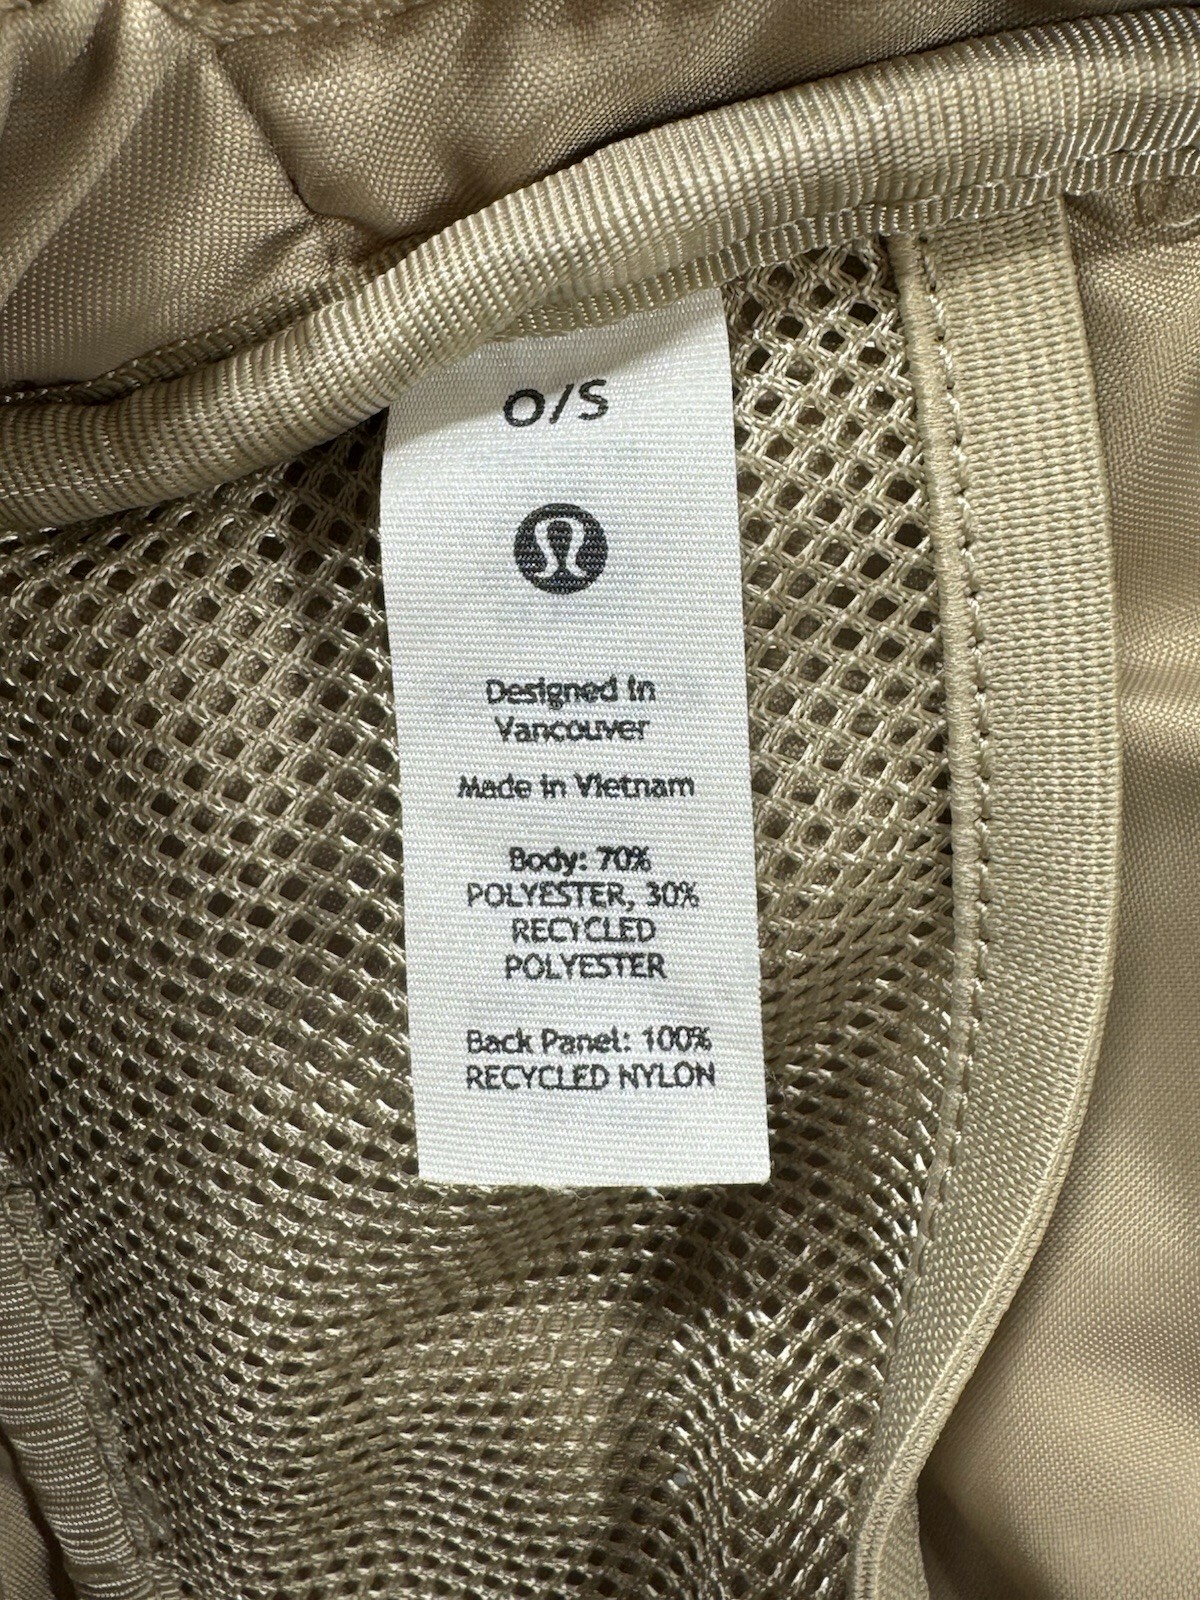 O/S
Designed in
Vancouver
Made in Vietnam
Body: 70%
POLYESTER, 30%
RECYCLED
POLYESTER
Back Panel: 100%
RECYCLED NYLON